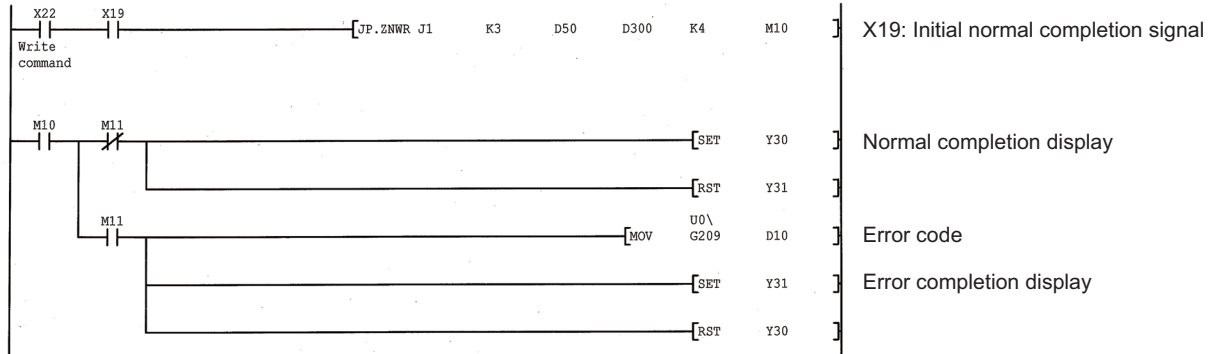 X22 X19
[JP.ZNWR J1 K3 D50 D300 K4 M10 ] X19: Initial normal completion signal
Write
command
M10 M11
[SET Y30 ] Normal completion display
[RST Y31 ]
M11 U0\
[MOV G209 D10 ] Error code
[SET Y31 ] Error completion display
[RST Y30 ]